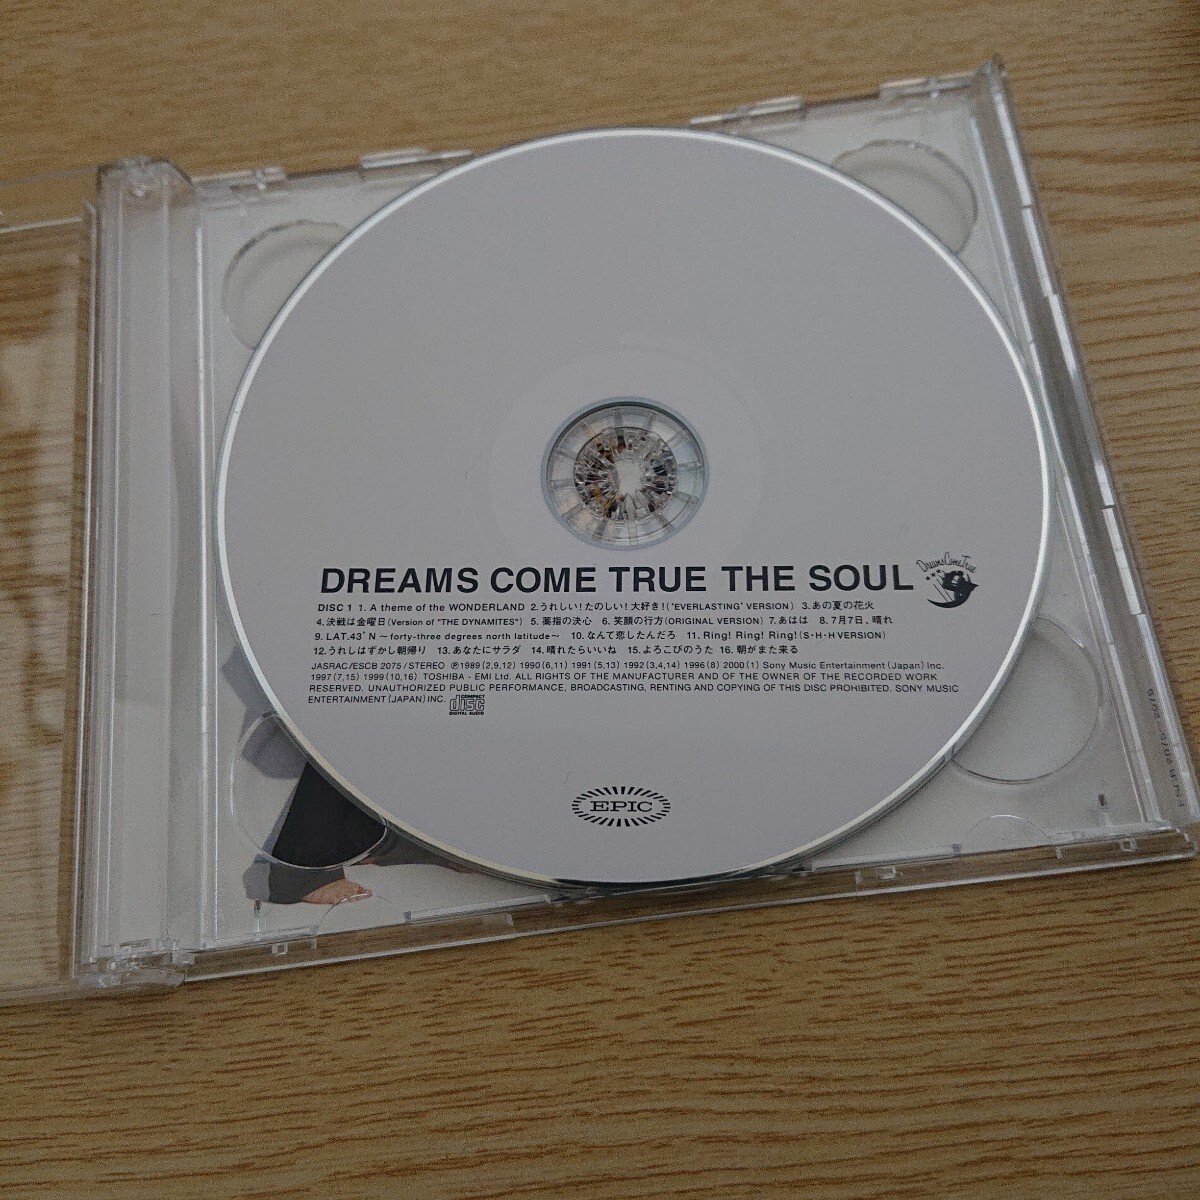 DREAMS COME TRUE THE SOUL
Dreams Come True
DISC 1 1. A theme of the WONDERLAND 2.うれしい!たのしい!大好き!('EVERLASTING' VERSION) 3.あの夏の花火
4.決戦は金曜日(Version of "THE DYNAMITES") 5.薬指の決心 6.笑顔の行方(ORIGINAL VERSION) 7.あはは 8.7月7日、晴れ
9. LAT.43゜N ～forty-three degrees north latitude～ 10.なんて恋したんだろ 11. Ring! Ring! Ring!(S・H・H VERSION)
12.うれしはずかし朝帰り 13.あなたにサラダ 14.晴れたらいいね 15.よろこびのうた 16.朝がまた来る
JASRAC/ESCB 2075/STEREO ℗1989(2,9,12) 1990(6,11) 1991(5,13) 1992(3,4,14) 1996(8) 2000(1) Sony Music Entertainment (Japan) Inc.
1997(7,15) 1999(10,16) TOSHIBA - EMI Ltd. ALL RIGHTS OF THE MANUFACTURER AND OF THE OWNER OF THE RECORDED WORK
RESERVED. UNAUTHORIZED PUBLIC PERFORMANCE, BROADCASTING, RENTING AND COPYING OF THIS DISC PROHIBITED. SONY MUSIC
ENTERTAINMENT (JAPAN) INC.
COMPACT
disc
DIGITAL AUDIO
EPIC